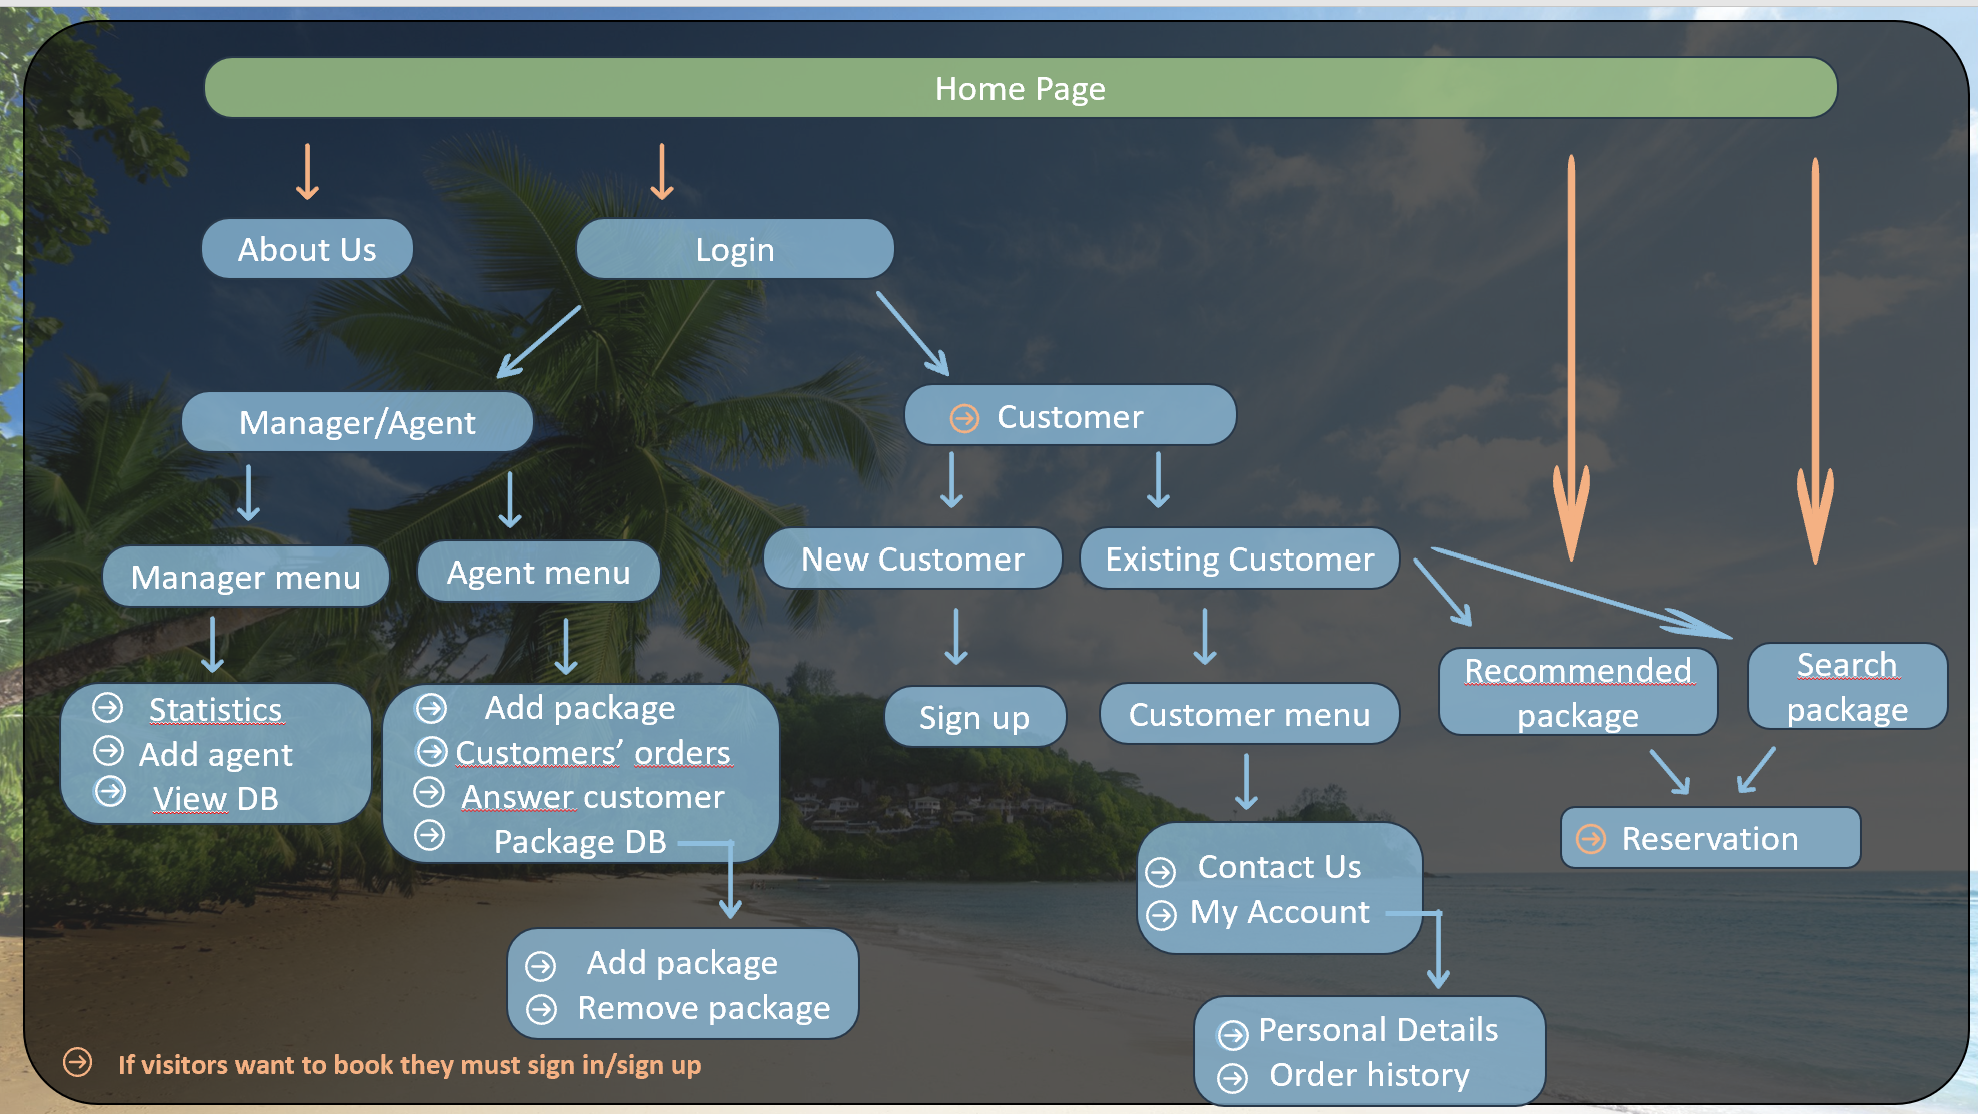 Home Page
About Us
Login
Manager/Agent
Customer
Manager menu
Agent menu
New Customer
Existing Customer
Statistics
Add agent
View DB
Add package
Customers’ orders
Answer customer
Package DB
Sign up
Customer menu
Recommended
package
Search
package
Reservation
Contact Us
My Account
Add package
Remove package
Personal Details
Order history
If visitors want to book they must sign in/sign up